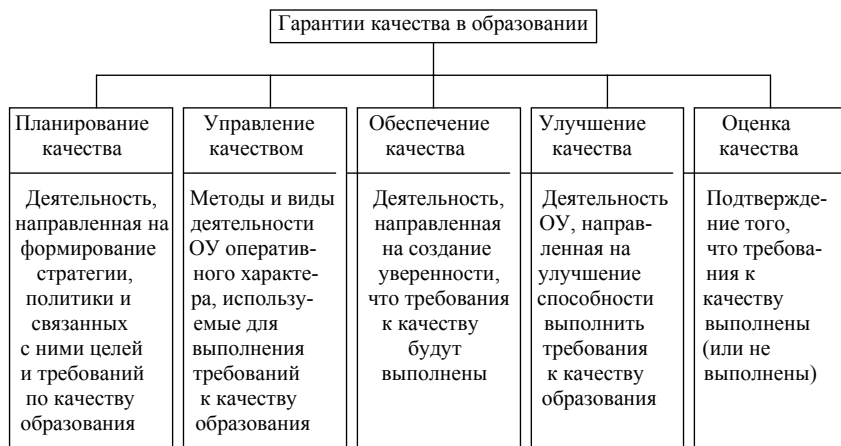 Гарантии качества в образовании
Планирование
качества
Деятельность,
направленная на
формирование
стратегии,
политики и
связанных
с ними целей
и требований
по качеству
образования
Управление
качеством
Методы и виды
деятельности
ОУ оператив-
ного характе-
ра, использу-
емые для
выполнения
требований
к качеству
образования
Обеспечение
качества
Деятельность,
направленная
на создание
уверенности,
что требования
к качеству
будут
выполнены
Улучшение
качества
Деятельность
ОУ, направ-
ленная на
улучшение
способности
выполнить
требования
к качеству
образования
Оценка
качества
Подтвержде-
ние того,
что требова-
ния к
качеству
выполнены
(или не
выполнены)